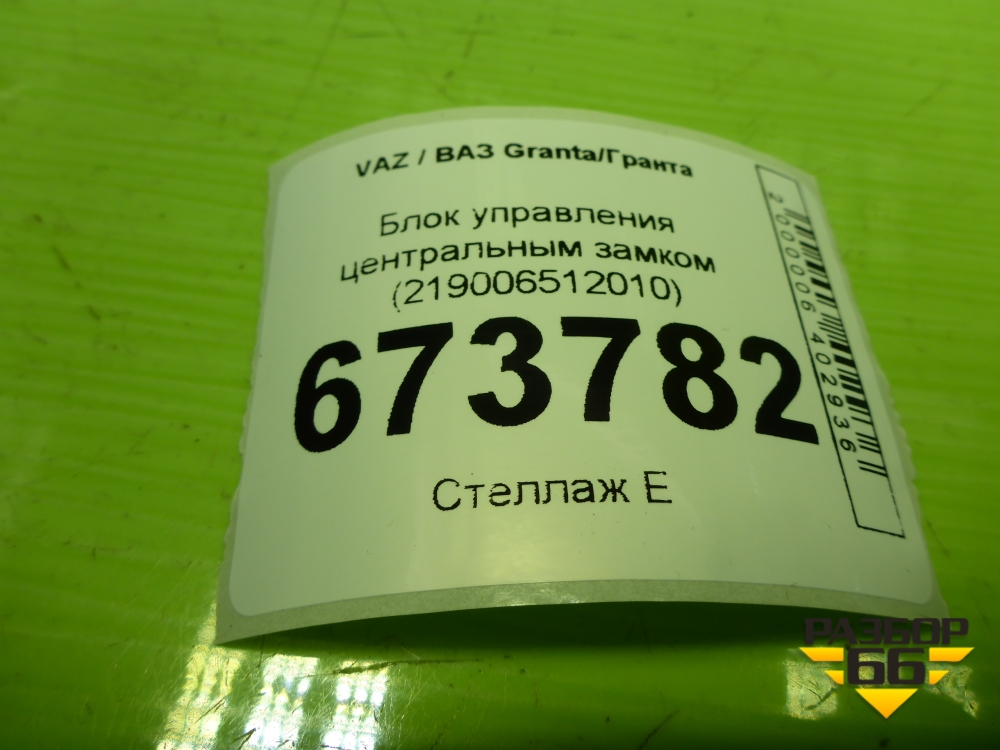 VAZ / ВАЗ Granta/Гранта
Блок управления
центральным замком
(219006512010)
673782
Стеллаж Е
2000006402936
РАЗБОР
66